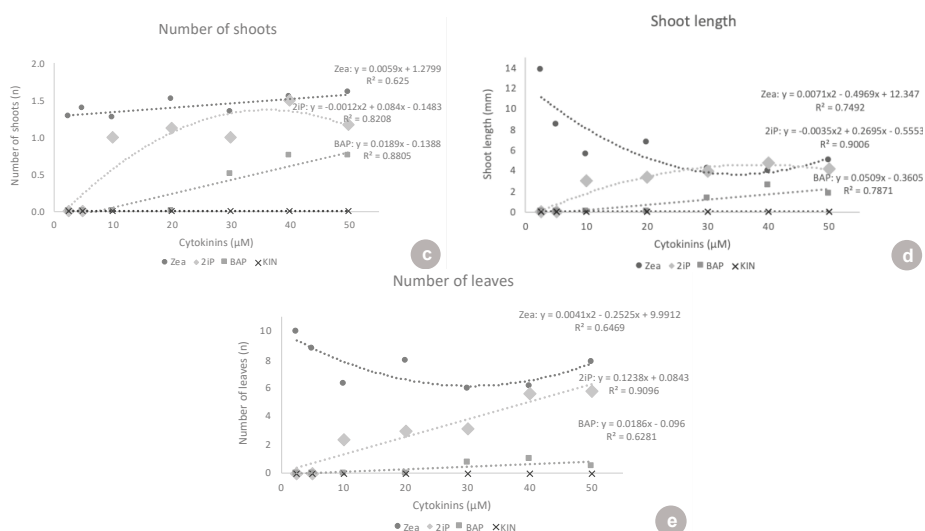 Number of shoots
Number of shoots (n)
2.0
1.5
1.0
0.5
0.0
Zea: y = 0.0059x + 1.2799
R² = 0.625
2iP: y = -0.0012x2 + 0.084x - 0.1483
R² = 0.8208
BAP: y = 0.0189x - 0.1388
R² = 0.8805
0 10 20 30 40 50
Cytokinins (µM)
Zea 2iP BAP KIN
c
Shoot length
Shoot length (mm)
14
12
10
8
6
4
2
0
Zea: y = 0.0071x2 - 0.4969x + 12.347
R² = 0.7492
2iP: y = -0.0035x2 + 0.2695x - 0.5553
R² = 0.9006
BAP: y = 0.0509x - 0.3605
R² = 0.7871
0 10 20 30 40 50
Cytokinins (µM)
Zea 2iP BAP KIN
d
Number of leaves
Number of leaves (n)
10
8
6
4
2
0
Zea: y = 0.0041x2 - 0.2525x + 9.9912
R² = 0.6469
2iP: y = 0.1238x + 0.0843
R² = 0.9096
BAP: y = 0.0186x - 0.096
R² = 0.6281
0 10 20 30 40 50
Cytokinins (µM)
Zea 2iP BAP KIN
e